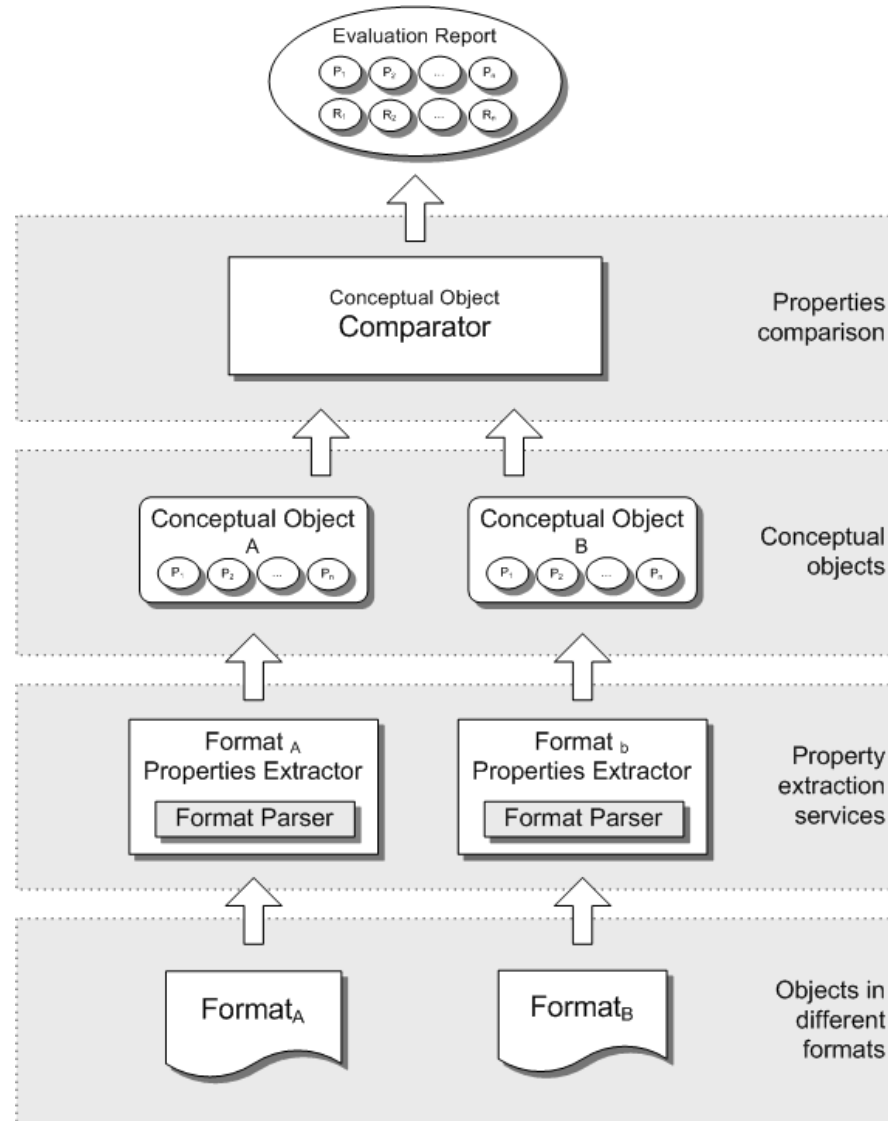 Evaluation Report
P₁ P₂ ... Pₙ
R₁ R₂ ... Rₙ
Conceptual Object
Comparator
Properties
comparison
Conceptual Object
A
P₁ P₂ ... Pₙ
Conceptual Object
B
P₁ P₂ ... Pₙ
Conceptual
objects
Format A
Properties Extractor
Format Parser
Format b
Properties Extractor
Format Parser
Property
extraction
services
Format A
Format B
Objects in
different
formats